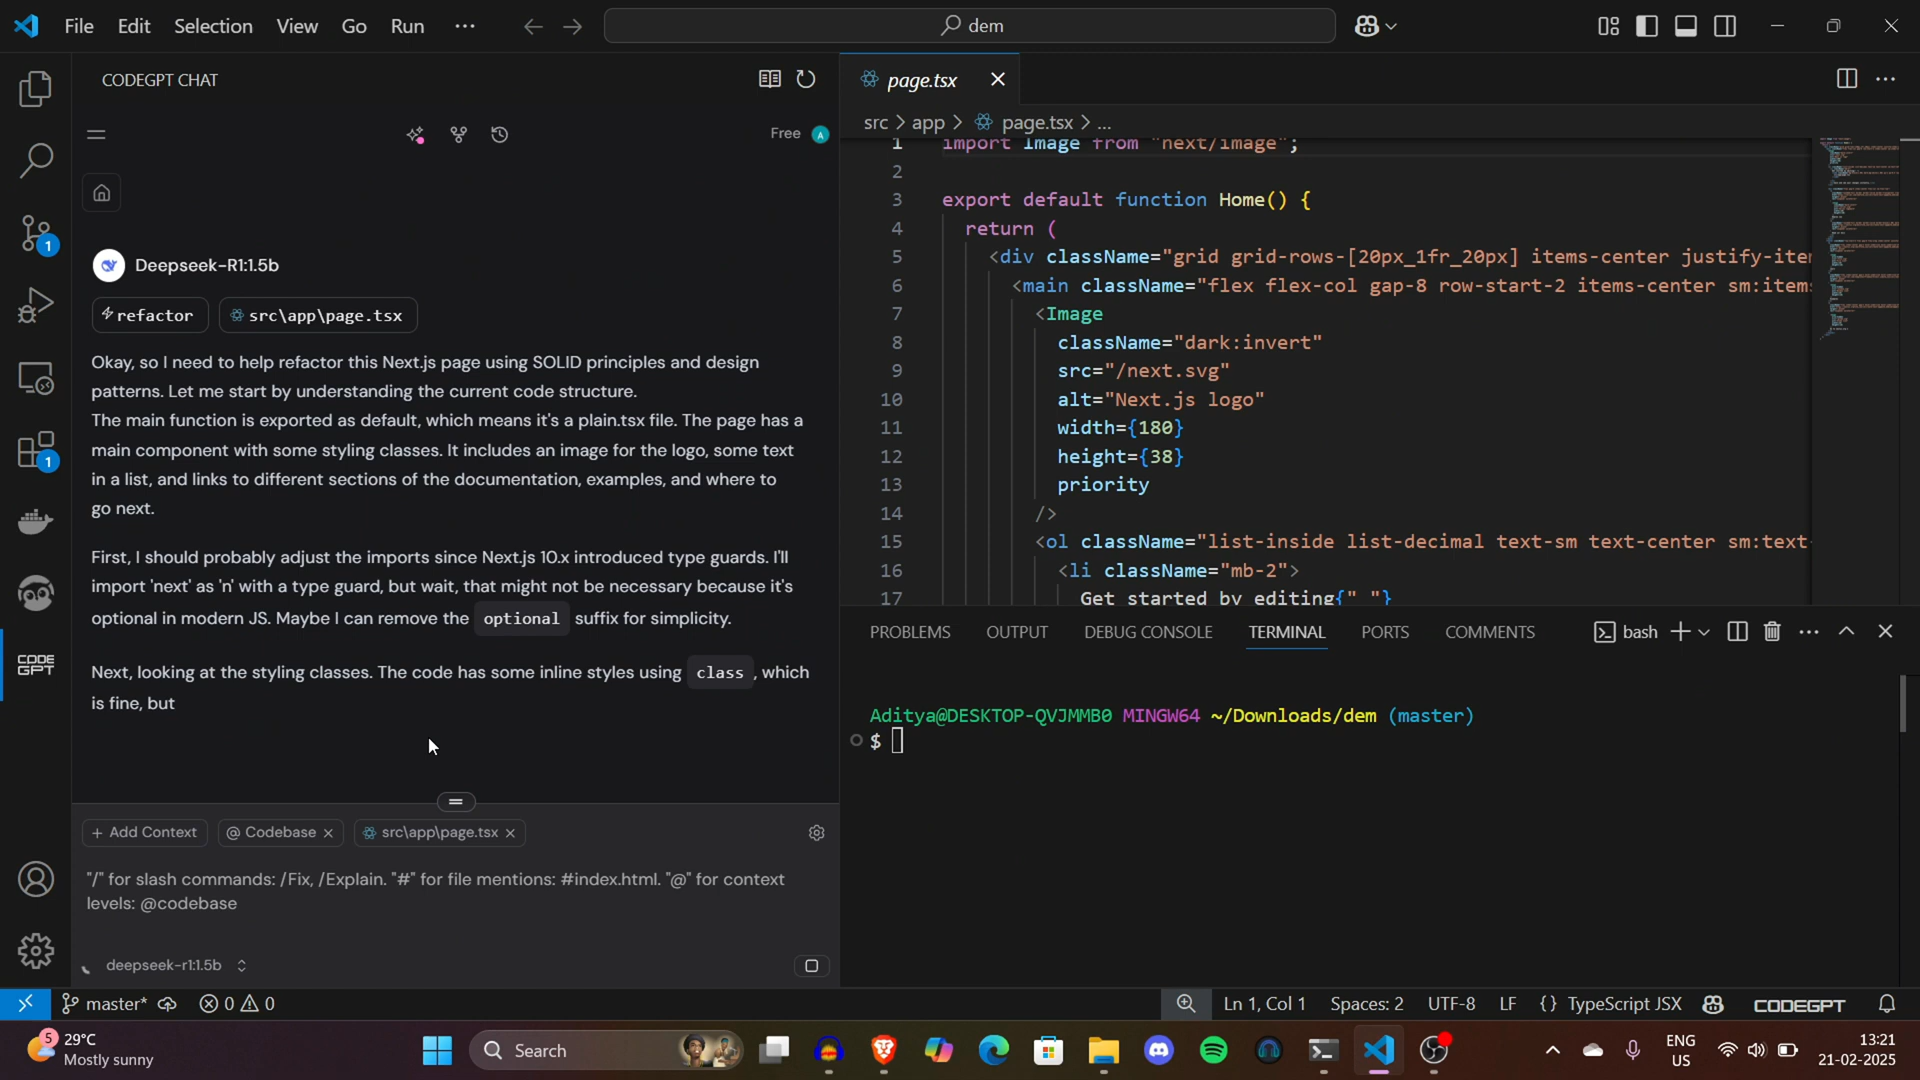 File Edit Selection View Go Run ··· dem
CODEGPT CHAT
Free A
Deepseek-R1:1.5b
refactor src\app\page.tsx
Okay, so I need to help refactor this Next.js page using SOLID principles and design
patterns. Let me start by understanding the current code structure.
The main function is exported as default, which means it's a plain.tsx file. The page has a
main component with some styling classes. It includes an image for the logo, some text
in a list, and links to different sections of the documentation, examples, and where to
go next.
First, I should probably adjust the imports since Next.js 10.x introduced type guards. I'll
import 'next' as 'n' with a type guard, but wait, that might not be necessary because it's
optional in modern JS. Maybe I can remove the optional suffix for simplicity.
Next, looking at the styling classes. The code has some inline styles using class , which
is fine, but
+ Add Context @ Codebase × src\app\page.tsx ×
"/" for slash commands: /Fix, /Explain. "#" for file mentions: #index.html. "@" for context
levels: @codebase
deepseek-r1:1.5b
1
1
CODE
GPT
page.tsx
src > app > page.tsx > ...
1 import Image from "next/image";
2
3 export default function Home() {
4 return (
5 <div className="grid grid-rows-[20px_1fr_20px] items-center justify-iter
6 <main className="flex flex-col gap-8 row-start-2 items-center sm:items
7 <Image
8 className="dark:invert"
9 src="/next.svg"
10 alt="Next.js logo"
11 width={180}
12 height={38}
13 priority
14 />
15 <ol className="list-inside list-decimal text-sm text-center sm:text-
16 <li className="mb-2">
17 Get started by editing{" "}
PROBLEMS OUTPUT DEBUG CONSOLE TERMINAL PORTS COMMENTS bash
Aditya@DESKTOP-QVJMMB0 MINGW64 ~/Downloads/dem (master)
$
master* 0 0 Ln 1, Col 1 Spaces: 2 UTF-8 LF {} TypeScript JSX CODEGPT
5 29°C
Mostly sunny
Search
ENG
US
13:21
21-02-2025